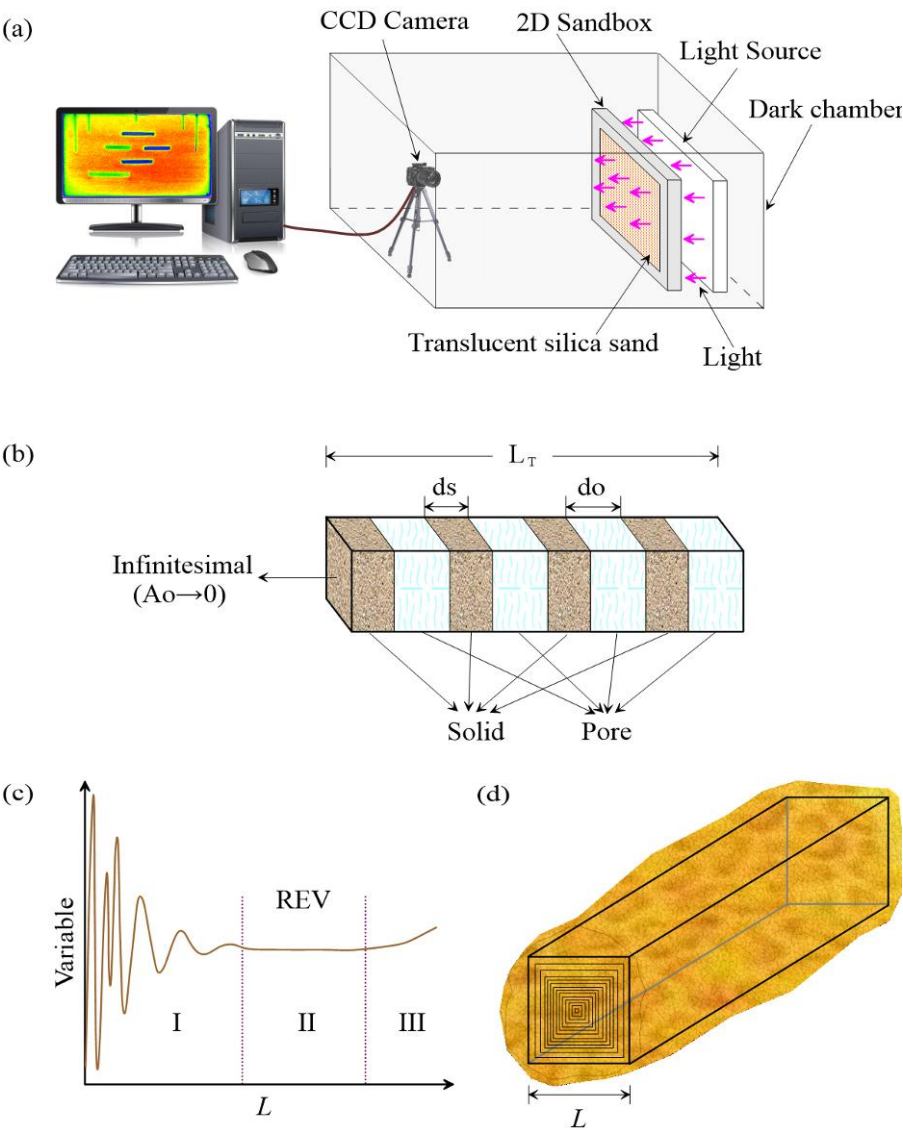 (a)
CCD Camera
2D Sandbox
Light Source
Dark chamber
Translucent silica sand
Light
(b)
L_T
ds
do
Infinitesimal
(Ao→0)
Solid
Pore
(c)
Variable
REV
I
II
III
L
(d)
L